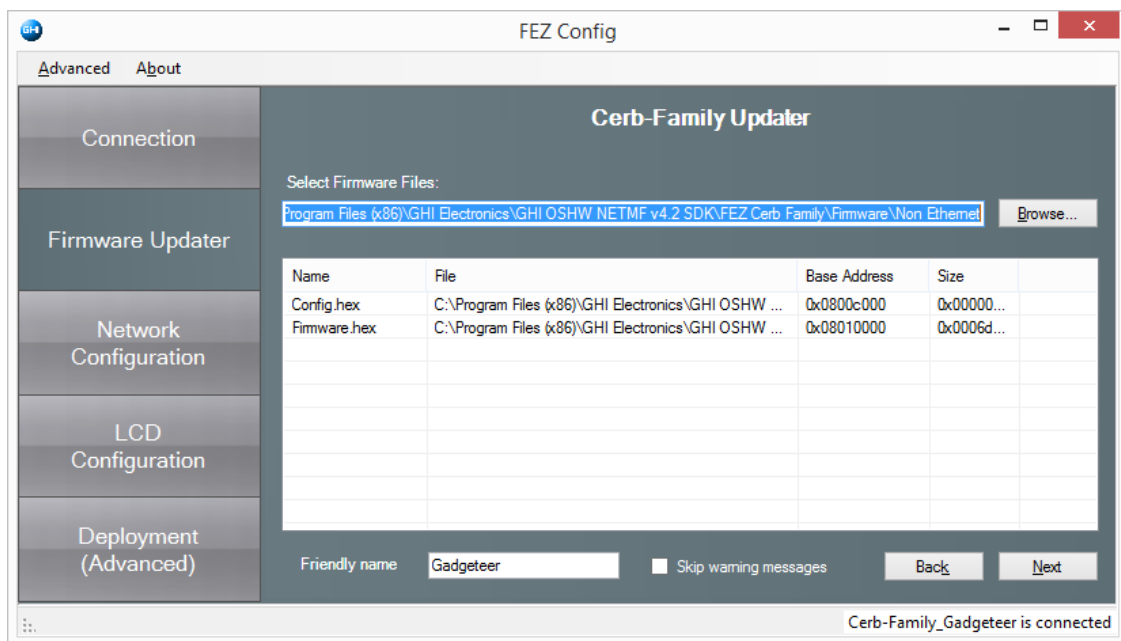 GHI
FEZ Config
Advanced About
Cerb-Family Updater
Connection
Select Firmware Files:
Program Files (x86)\GHI Electronics\GHI OSHW NETMF v4.2 SDK\FEZ Cerb Family\Firmware\Non Ethernet Browse...
Firmware Updater
Name File Base Address Size
Config.hex C:\Program Files (x86)\GHI Electronics\GHI OSHW ... 0x0800c000 0x00000...
Firmware.hex C:\Program Files (x86)\GHI Electronics\GHI OSHW ... 0x08010000 0x0006d...
Network
Configuration
LCD
Configuration
Deployment
(Advanced)
Friendly name Gadgeteer Skip warning messages Back Next
Cerb-Family_Gadgeteer is connected